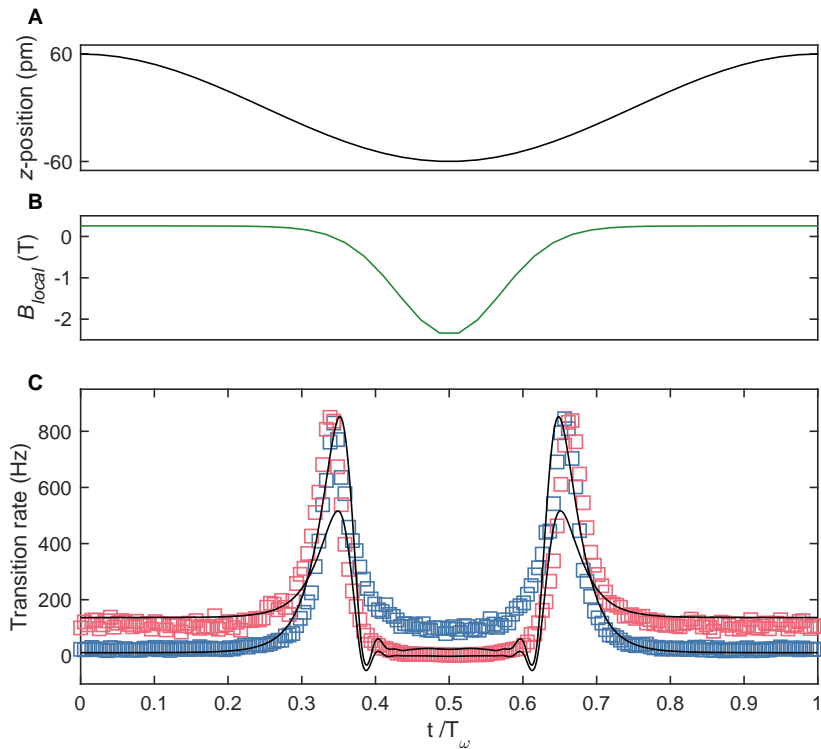 A
60
-60
z-position (pm)
B
0
-1
-2
B_local (T)
C
800
600
400
200
0
Transition rate (Hz)
0 0.1 0.2 0.3 0.4 0.5 0.6 0.7 0.8 0.9 1
t/T_ω